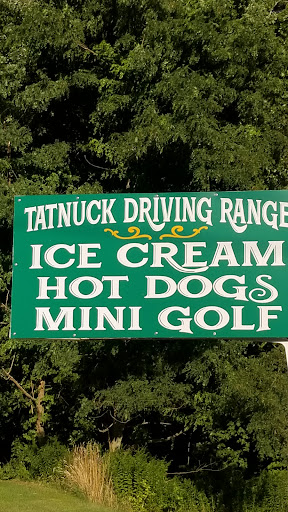 TATNUCK DRIVING RANGE
ICE CREAM
HOT DOGS
MINI GOLF